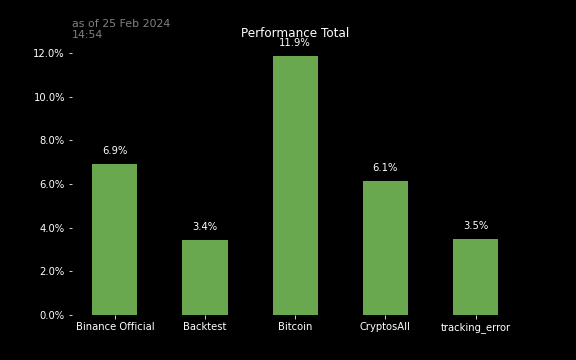 as of 25 Feb 2024
14:54
Performance Total
12.0%
10.0%
8.0%
6.0%
4.0%
2.0%
0.0%
6.9%
3.4%
11.9%
6.1%
3.5%
Binance Official
Backtest
Bitcoin
CryptosAll
tracking_error